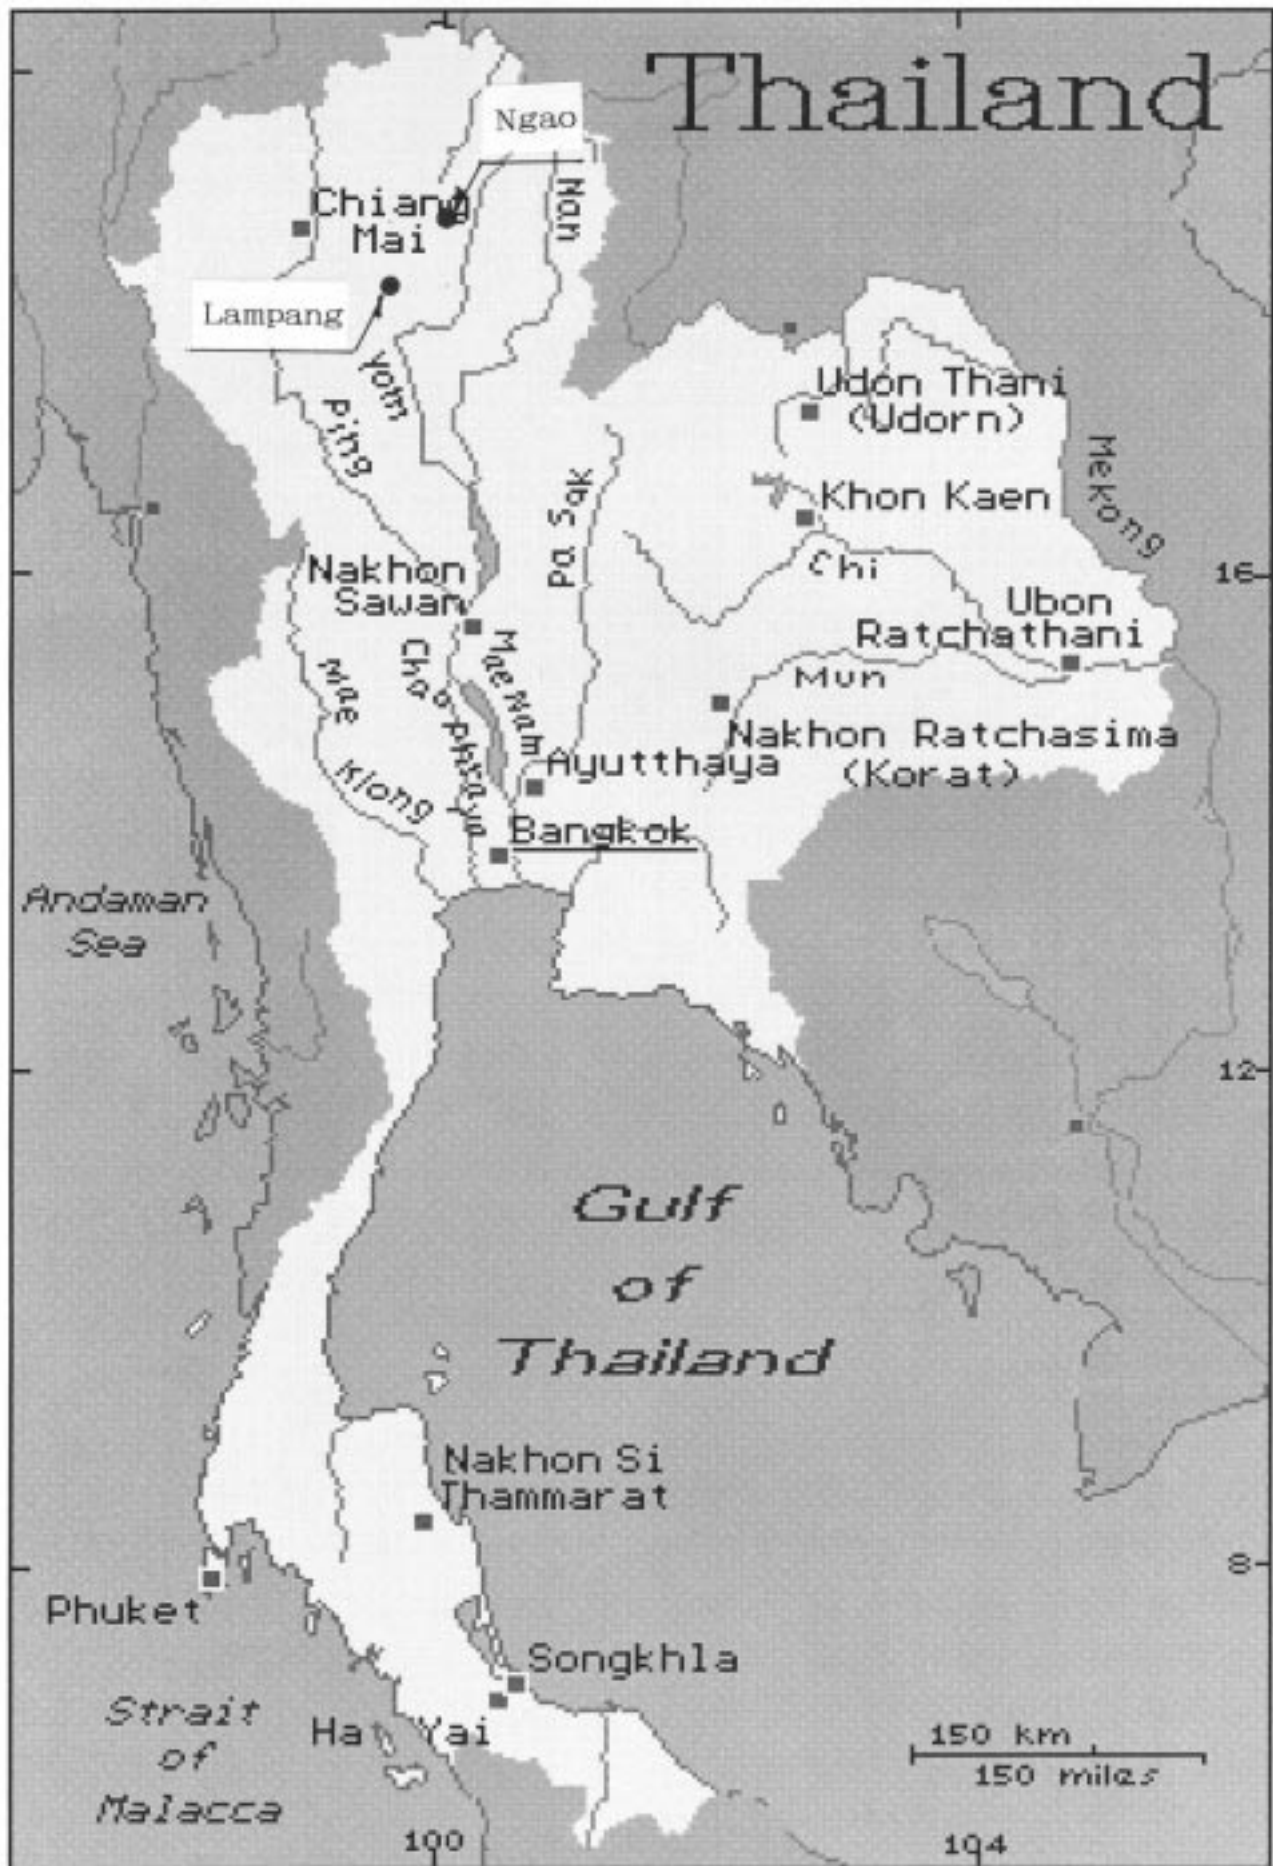 Thailand
Ngao
Chiang
Mai
Nan
Lampang
Yom
Ping
Udon Thani
(Udorn)
Mekong
Pa Sak
Khon Kaen
Nakhon
Sawan
Chi
16
Ubon
Ratchathani
Mae
Klong
Chao Phraya
Mae Nam
Mun
Nakhon Ratchasima
(Korat)
Ayutthaya
Bangkok
Andaman
Sea
12
Gulf
of
Thailand
Nakhon Si
Thammarat
8
Phuket
Songkhla
Ha Yai
Strait
of
Malacca
150 km
150 miles
100
104